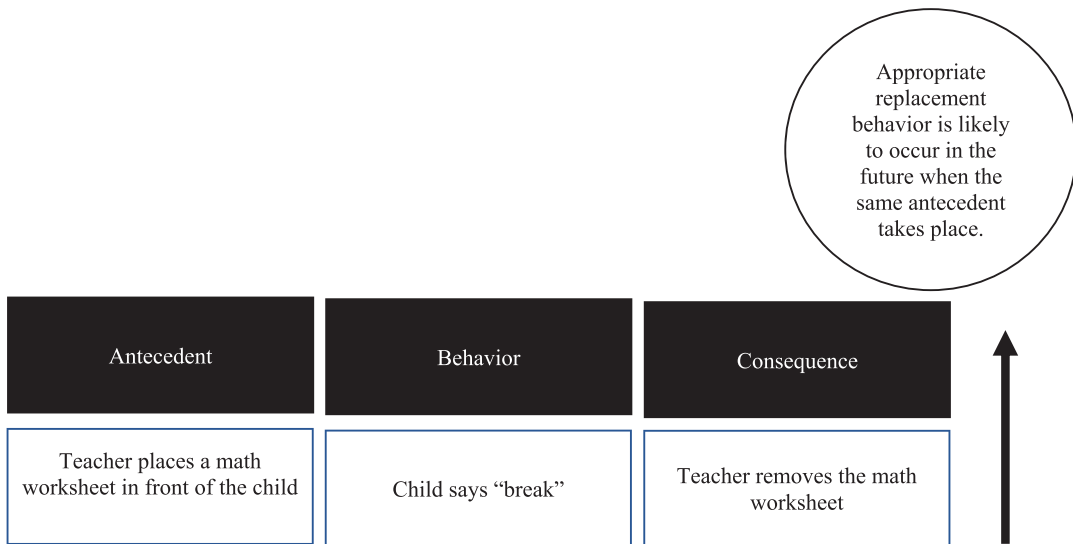 Appropriate
replacement
behavior is likely
to occur in the
future when the
same antecedent
takes place.
Antecedent
Behavior
Consequence
Teacher places a math
worksheet in front of the child
Child says “break”
Teacher removes the math
worksheet